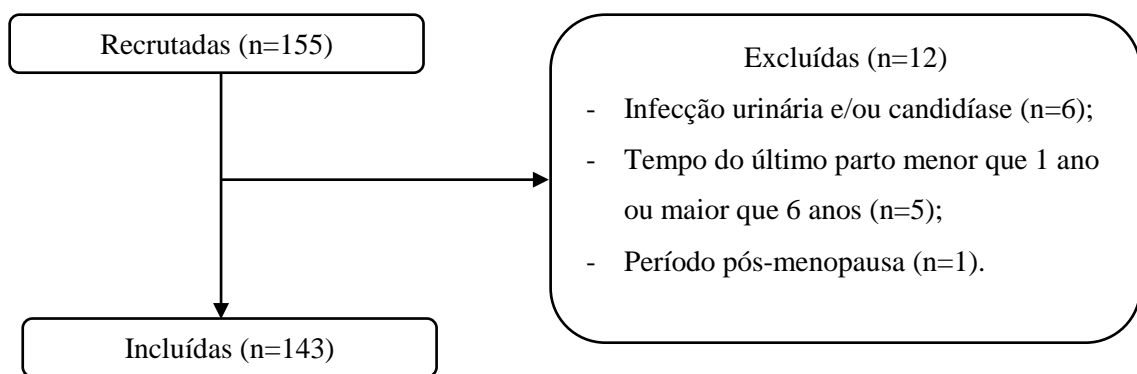 Recrutadas (n=155)
Excluídas (n=12)
- Infecção urinária e/ou candidíase (n=6);
- Tempo do último parto menor que 1 ano
ou maior que 6 anos (n=5);
- Período pós-menopausa (n=1).
Incluídas (n=143)